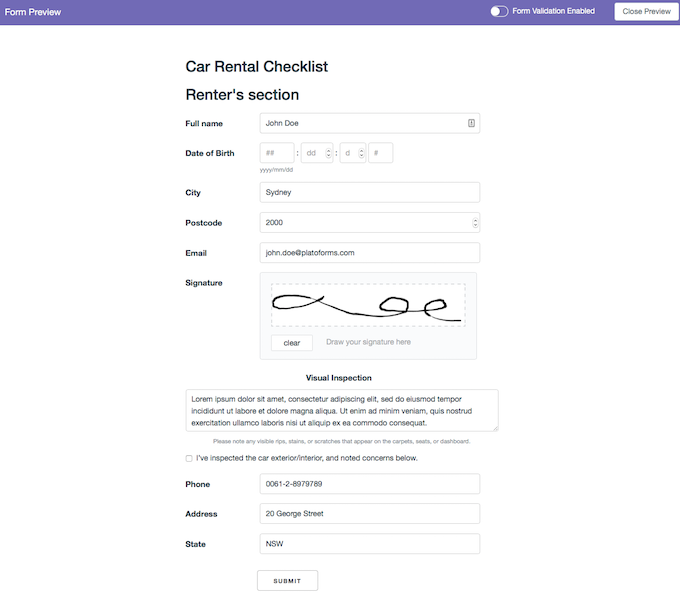 Form Preview
Form Validation Enabled
Close Preview
Car Rental Checklist
Renter's section
Full name
John Doe
Date of Birth
## : dd : d #
yyyy/mm/dd
City
Sydney
Postcode
2000
Email
john.doe@platoforms.com
Signature
clear
Draw your signature here
Visual Inspection
Lorem ipsum dolor sit amet, consectetur adipiscing elit, sed do eiusmod tempor
incididunt ut labore et dolore magna aliqua. Ut enim ad minim veniam, quis nostrud
exercitation ullamco laboris nisi ut aliquip ex ea commodo consequat.
Please note any visible rips, stains, or scratches that appear on the carpets, seats, or dashboard.
I've inspected the car exterior/interior, and noted concerns below.
Phone
0061-2-8979789
Address
20 George Street
State
NSW
SUBMIT